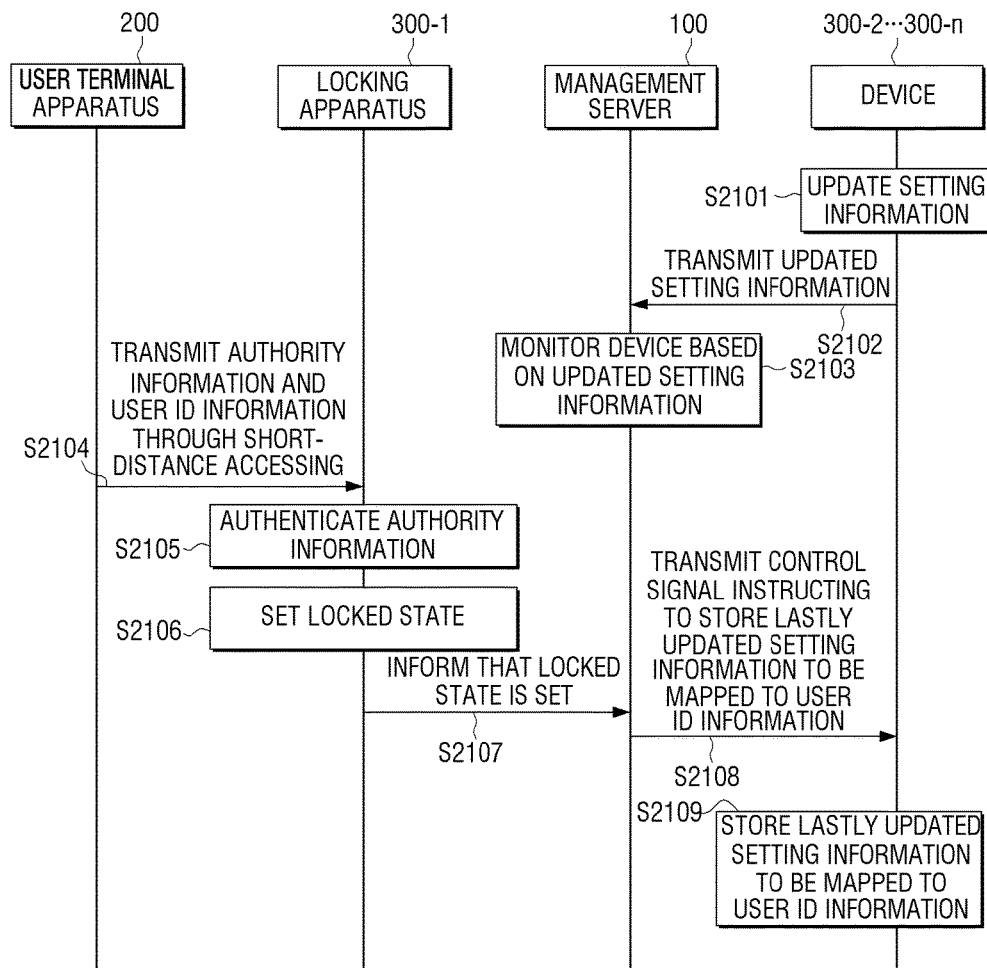 200
300-1
100
300-2···300-n
USER TERMINAL
APPARATUS
LOCKING
APPARATUS
MANAGEMENT
SERVER
DEVICE
S2101
UPDATE SETTING
INFORMATION
TRANSMIT UPDATED
SETTING INFORMATION
S2102
MONITOR DEVICE BASED
ON UPDATED SETTING
INFORMATION
S2103
TRANSMIT AUTHORITY
INFORMATION AND
USER ID INFORMATION
THROUGH SHORT-
DISTANCE ACCESSING
S2104
AUTHENTICATE AUTHORITY
INFORMATION
S2105
SET LOCKED STATE
S2106
INFORM THAT LOCKED
STATE IS SET
S2107
TRANSMIT CONTROL
SIGNAL INSTRUCTING
TO STORE LASTLY
UPDATED SETTING
INFORMATION TO BE
MAPPED TO USER
ID INFORMATION
S2108
S2109
STORE LASTLY UPDATED
SETTING INFORMATION
TO BE MAPPED TO
USER ID INFORMATION